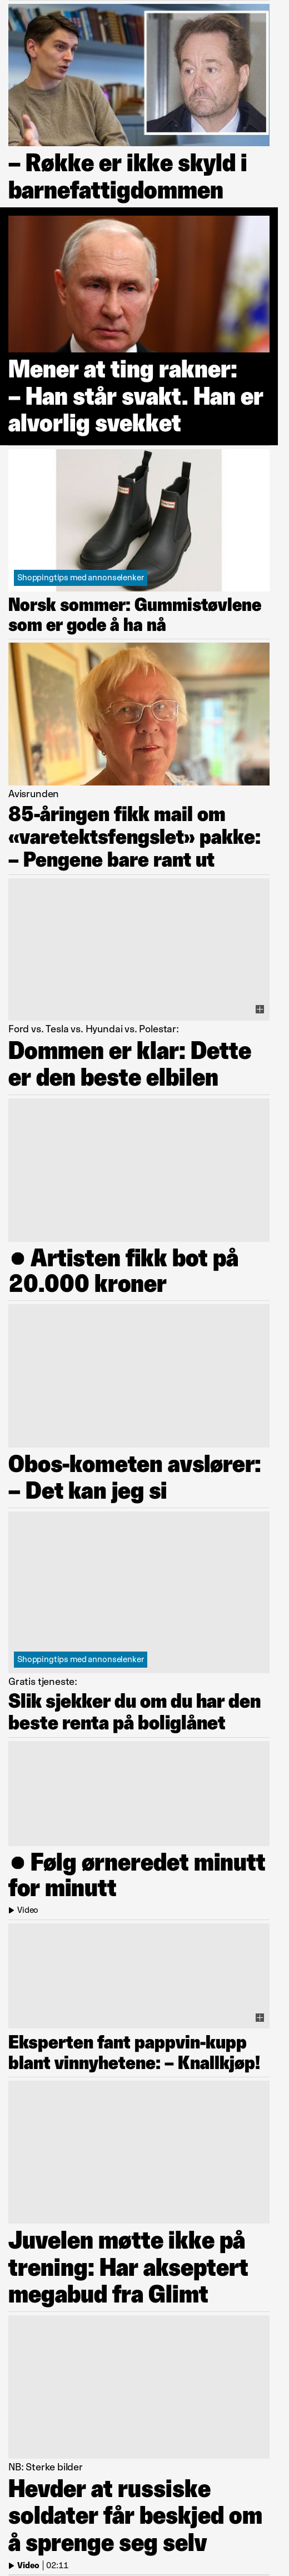 – Røkke er ikke skyld i
barnefattigdommen
Mener at ting rakner:
– Han står svakt. Han er
alvorlig svekket
Shoppingtips med annonselenker
Norsk sommer: Gummistøvlene
som er gode å ha nå
Avisrunden
85-åringen fikk mail om
«varetektsfengslet» pakke:
– Pengene bare rant ut
Ford vs. Tesla vs. Hyundai vs. Polestar:
Dommen er klar: Dette
er den beste elbilen
● Artisten fikk bot på
20.000 kroner
Obos-kometen avslører:
– Det kan jeg si
Shoppingtips med annonselenker
Gratis tjeneste:
Slik sjekker du om du har den
beste renta på boliglånet
● Følg ørneredet minutt
for minutt
Video
Eksperten fant pappvin-kupp
blant vinnyhetene: – Knallkjøp!
Juvelen møtte ikke på
trening: Har akseptert
megabud fra Glimt
NB: Sterke bilder
Hevder at russiske
soldater får beskjed om
å sprenge seg selv
Video | 02:11